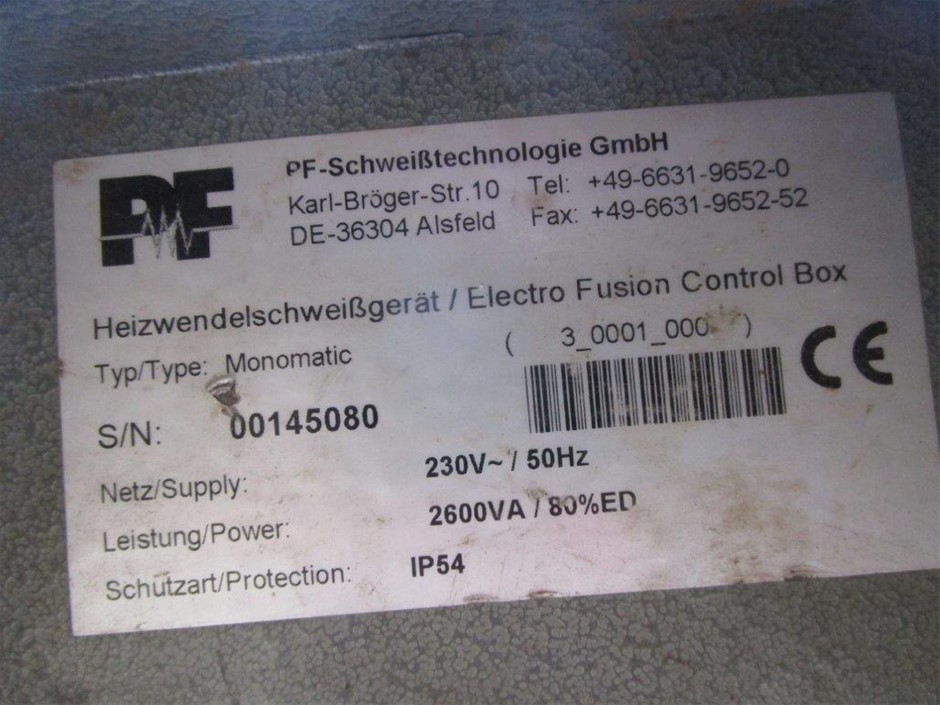 PF
PF-Schweißtechnologie GmbH
Karl-Bröger-Str.10 Tel: +49-6631-9652-0
DE-36304 Alsfeld Fax: +49-6631-9652-52
Heizwendelschweißgerät / Electro Fusion Control Box
Typ/Type: Monomatic ( )
S/N: 00145080
CE
Netz/Supply: 230V~ / 50Hz
Leistung/Power: 2600VA / 80%ED
Schutzart/Protection: IP54